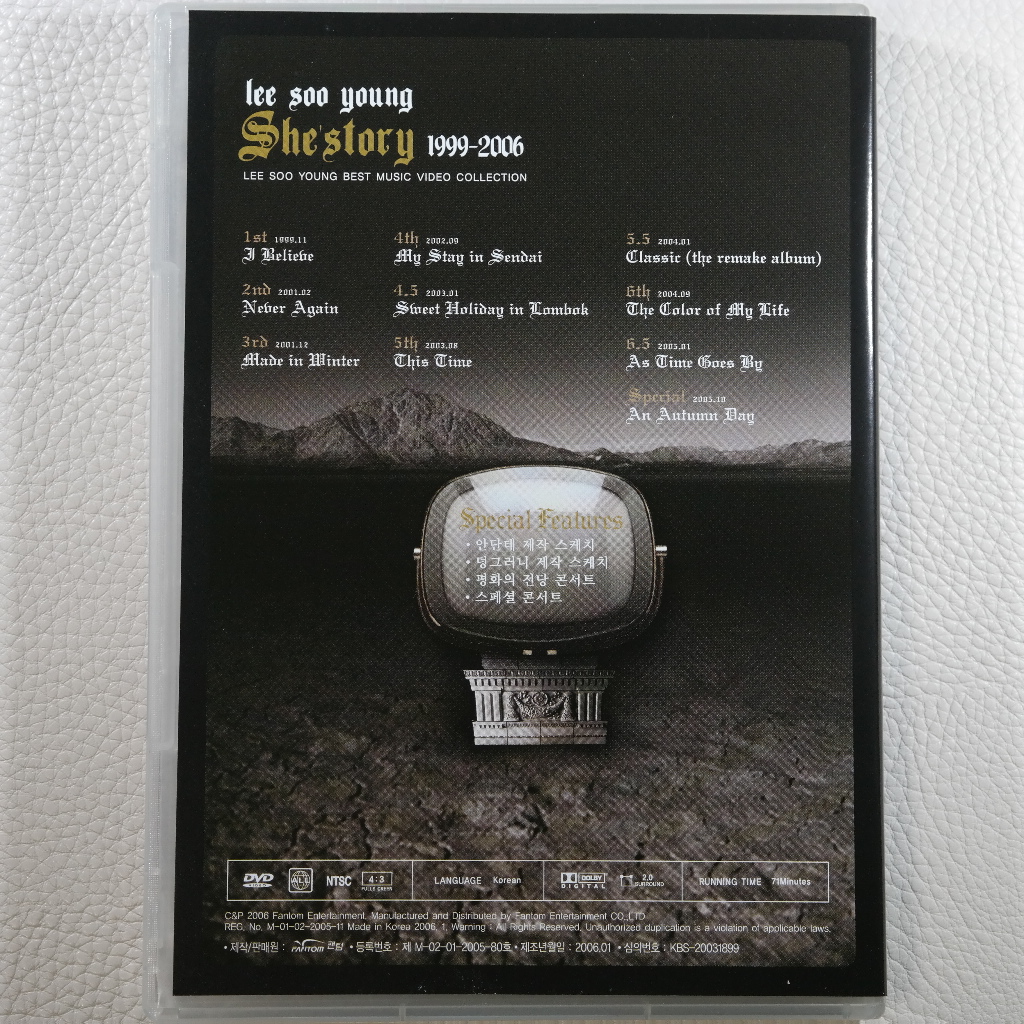 lee soo young
She'story 1999-2006
LEE SOO YOUNG BEST MUSIC VIDEO COLLECTION
1st 1999.11
I Believe
2nd 2001.02
Never Again
3rd 2001.12
Made in Winter
4th 2002.09
My Stay in Sendai
4.5 2003.01
Sweet Holiday in Lombok
5th 2003.08
This Time
5.5 2004.01
Classic (the remake album)
6th 2004.09
The Color of My Life
6.5 2005.01
As Time Goes By
Special 2005.10
An Autumn Day
Special Features
• 안단테 제작 스케치
• 덩그러니 제작 스케치
• 평화의 전당 콘서트
• 스페셜 콘서트
DVD VIDEO ALL NTSC 4:3 FULL SCREEN LANGUAGE Korean DOLBY DIGITAL 2.0 SURROUND RUNNING TIME 71Minutes
C&P 2006 Fantom Entertainment. Manufactured and Distributed by Fantom Entertainment CO.,LTD
REG. No. M-01-02-2005-11 Made in Korea 2006. 1. Warning : All Rights Reserved. Unauthorized duplication is a violation of applicable laws.
• 제작/판매원 : FANTOM 팬텀 • 등록번호 : 제 M-02-01-2005-80호 • 제조년월일 : 2006.01 • 심의번호 : KBS-20031899